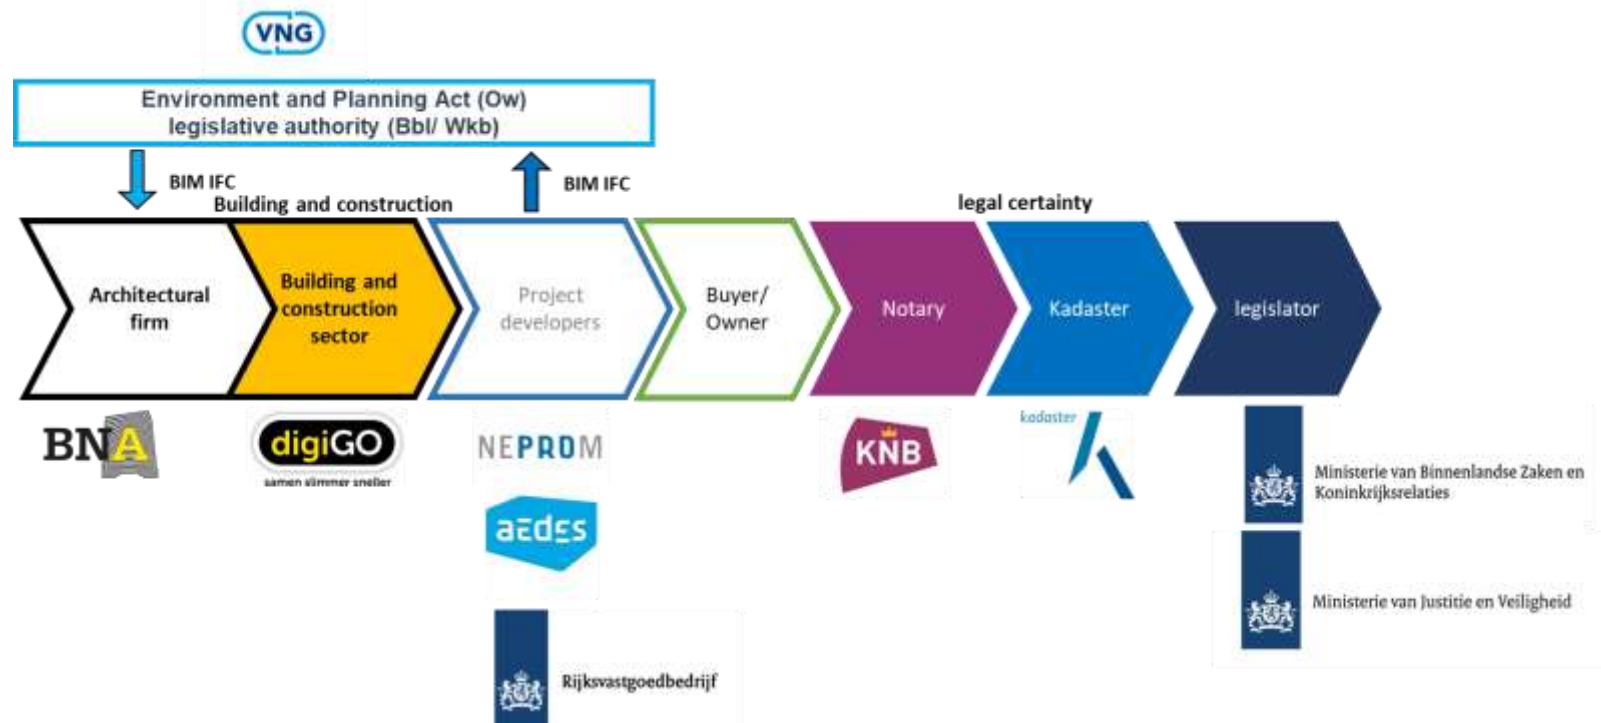 VNG
Environment and Planning Act (Ow)
legislative authority (Bbl/ Wkb)
BIM IFC
BIM IFC
Building and construction
legal certainty
Architectural
firm
Building and
construction
sector
Project
developers
Buyer/
Owner
Notary
Kadaster
legislator
BNA
digiGO
samen slimmer sneller
NEPROM
aedes
Rijksvastgoedbedrijf
KNB
kadaster
Ministerie van Binnenlandse Zaken en
Koninkrijksrelaties
Ministerie van Justitie en Veiligheid